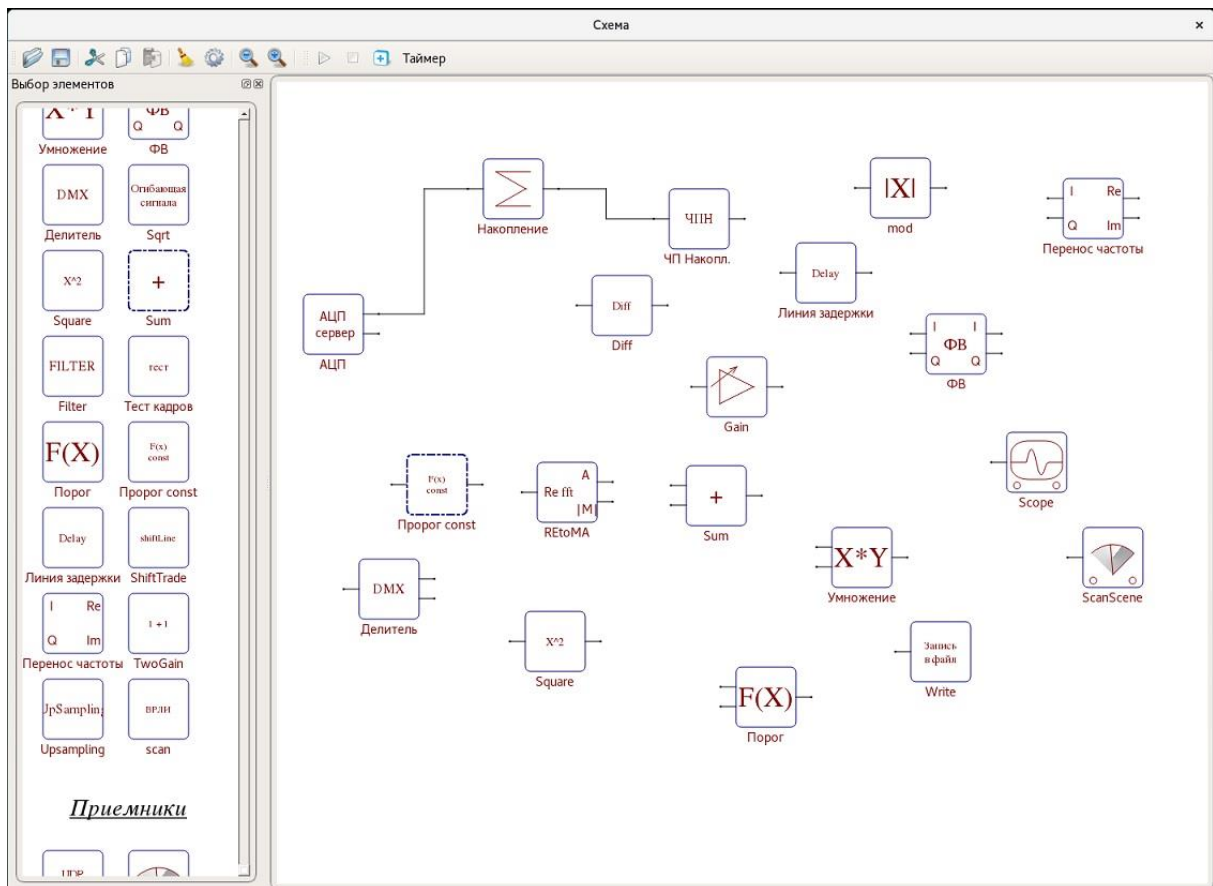 Схема
Таймер
Выбор элементов
X*Y
Умножение
ФВ
Q Q
ФВ
DMX
Делитель
Огибающая
сигнала
Sqrt
X^2
Square
+
Sum
FILTER
Filter
тест
Тест кадров
F(X)
Порог
F(x)
const
Пророг const
Delay
Линия задержки
shiftLine
ShiftTrade
I Re
Q Im
Перенос частоты
1 + 1
TwoGain
UpSampling
Upsampling
ВРЛИ
scan
Приемники
UDP
Накопление
ЧПН
ЧП Накопл.
|X|
mod
I Re
Q Im
Перенос частоты
АЦП
сервер
АЦП
Diff
Diff
Delay
Линия задержки
I I
ФВ
Q Q
ФВ
Gain
F(x)
const
Пророг const
A
Re fft
|M|
REtoMA
+
Sum
Scope
X*Y
Умножение
ScanScene
DMX
Делитель
X^2
Square
Запись
в файл
Write
F(X)
Порог